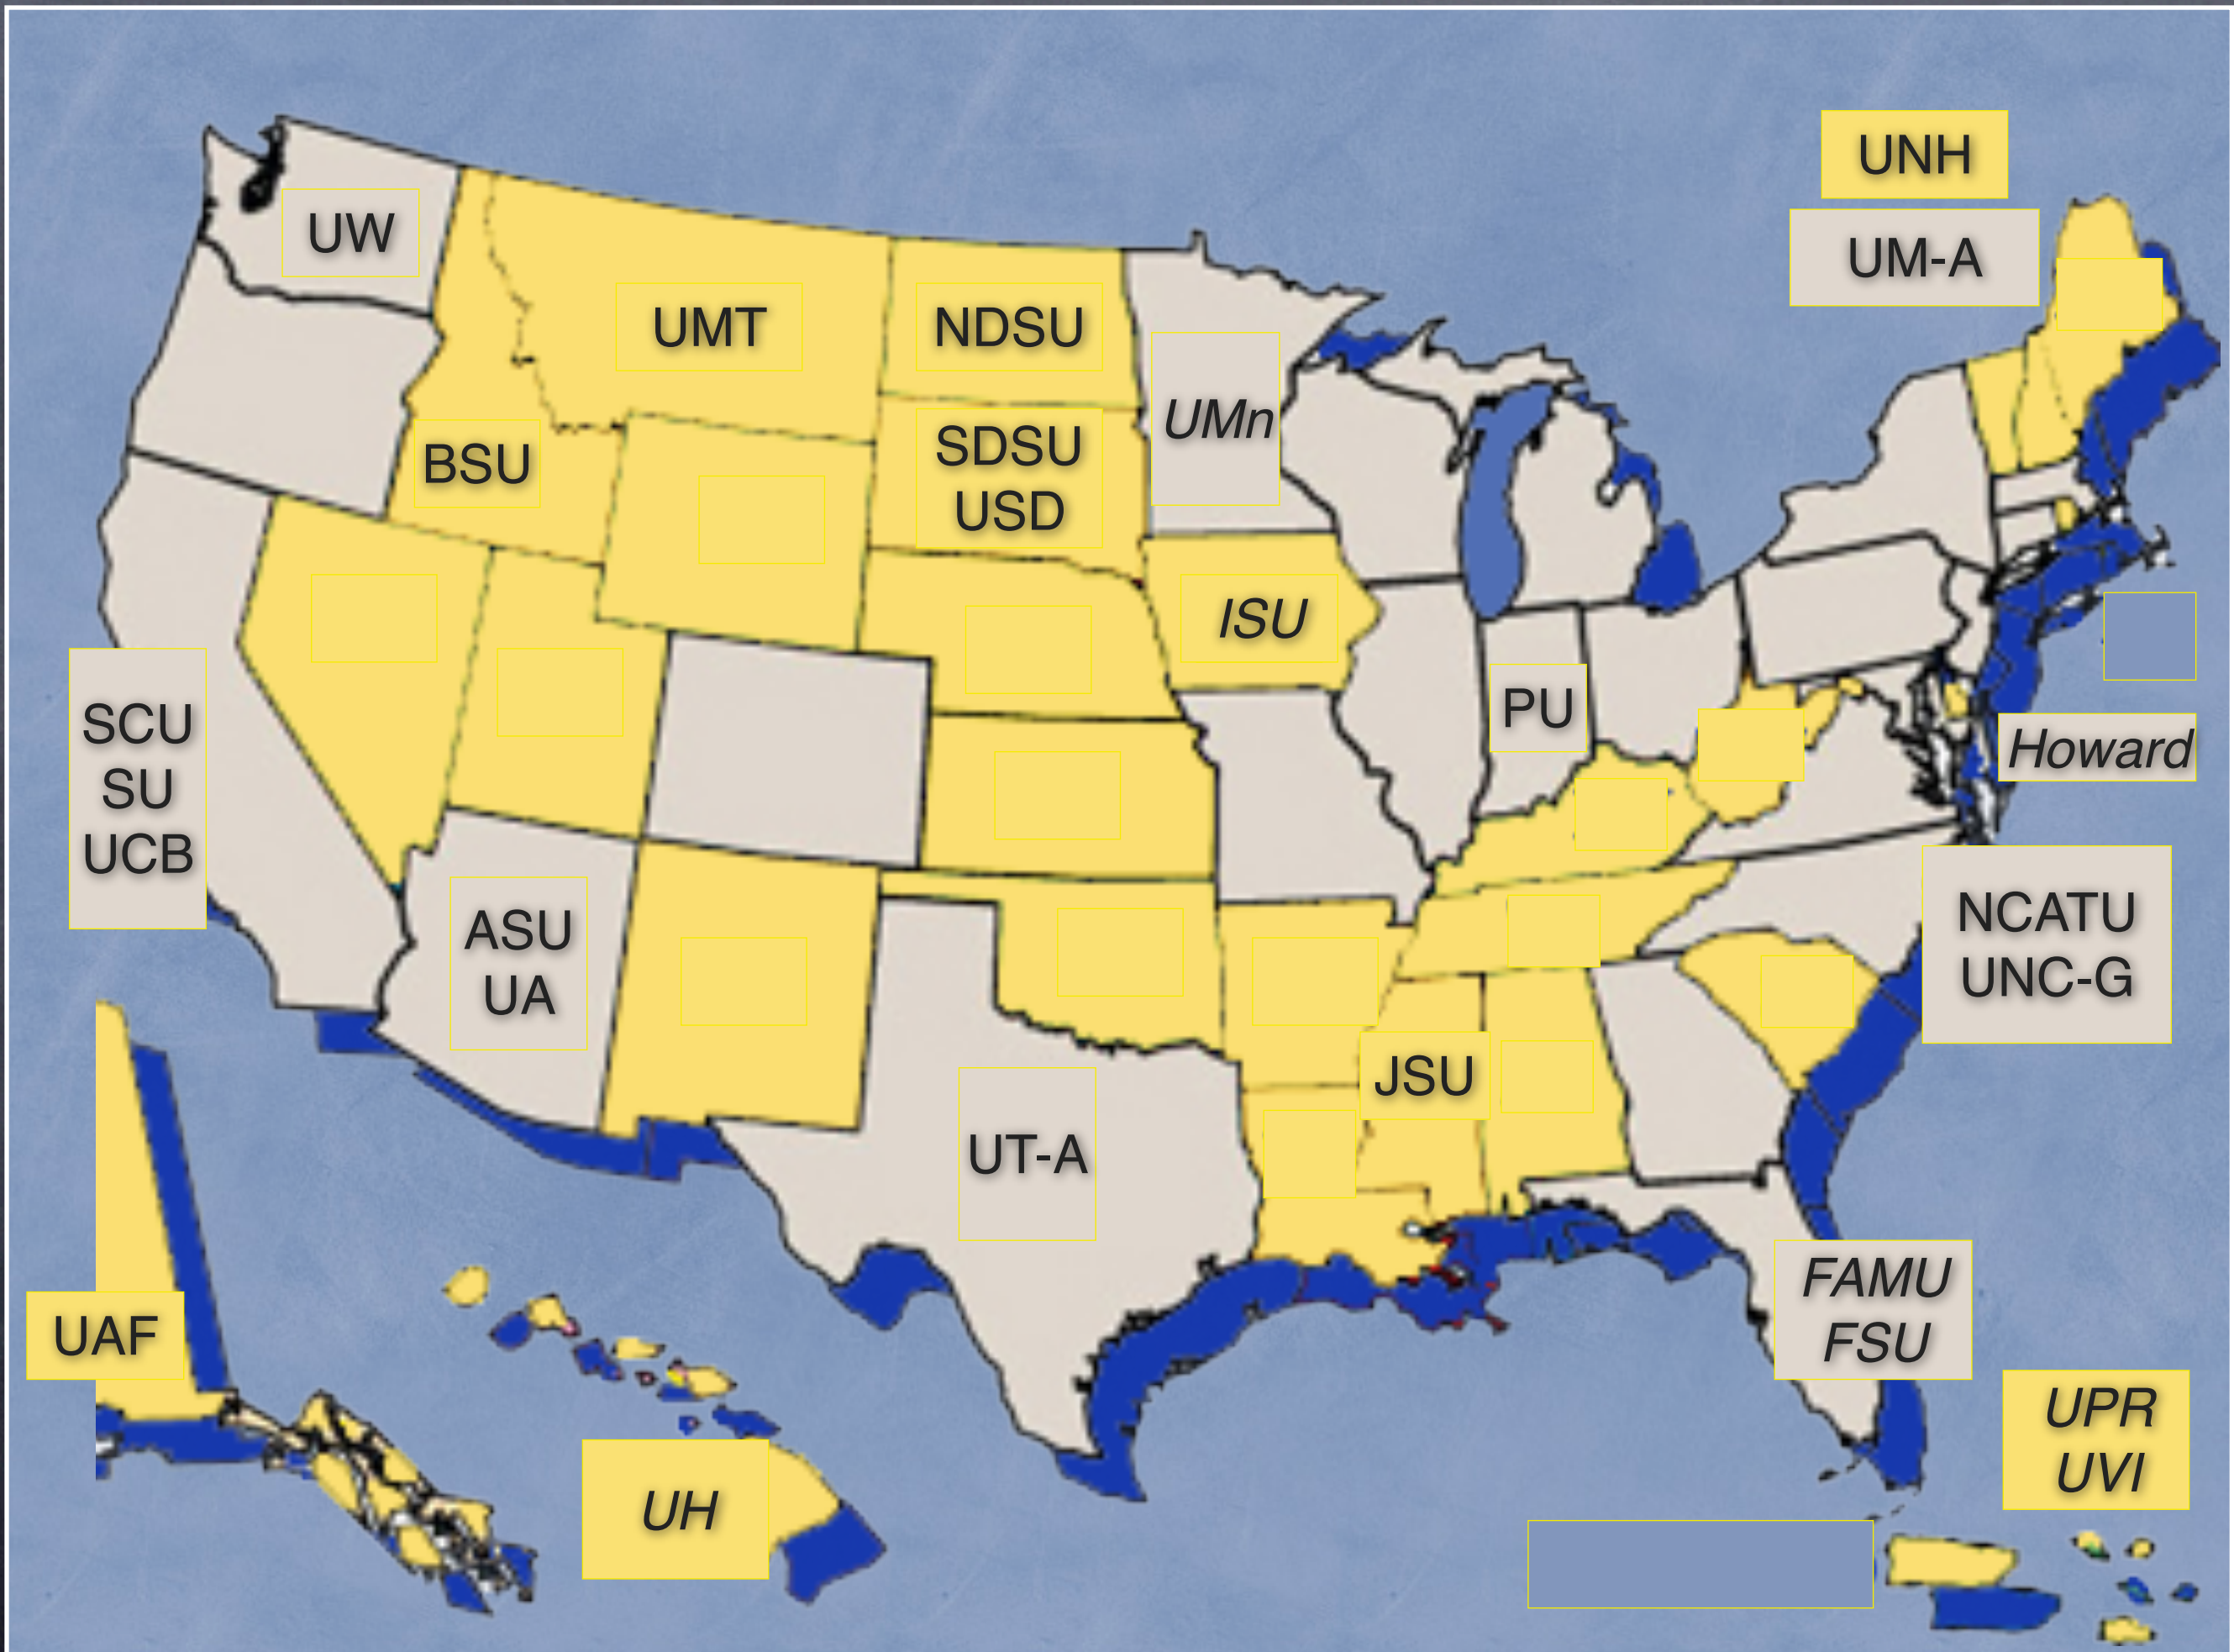 UNH
UM-A
UW
UMT
NDSU
UMn
BSU
SDSU
USD
ISU
PU
SCU
SU
UCB
Howard
ASU
UA
NCATU
UNC-G
JSU
UT-A
FAMU
FSU
UAF
UPR
UVI
UH